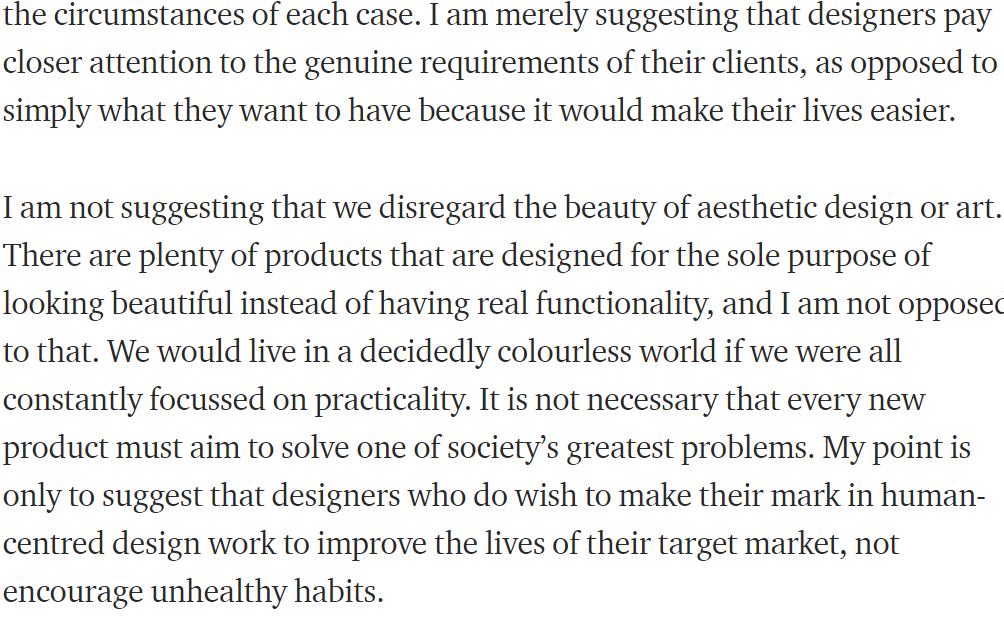 the circumstances of each case. I am merely suggesting that designers pay
closer attention to the genuine requirements of their clients, as opposed to
simply what they want to have because it would make their lives easier.
I am not suggesting that we disregard the beauty of aesthetic design or art.
There are plenty of products that are designed for the sole purpose of
looking beautiful instead of having real functionality, and I am not opposed
to that. We would live in a decidedly colourless world if we were all
constantly focussed on practicality. It is not necessary that every new
product must aim to solve one of society’s greatest problems. My point is
only to suggest that designers who do wish to make their mark in human-
centred design work to improve the lives of their target market, not
encourage unhealthy habits.